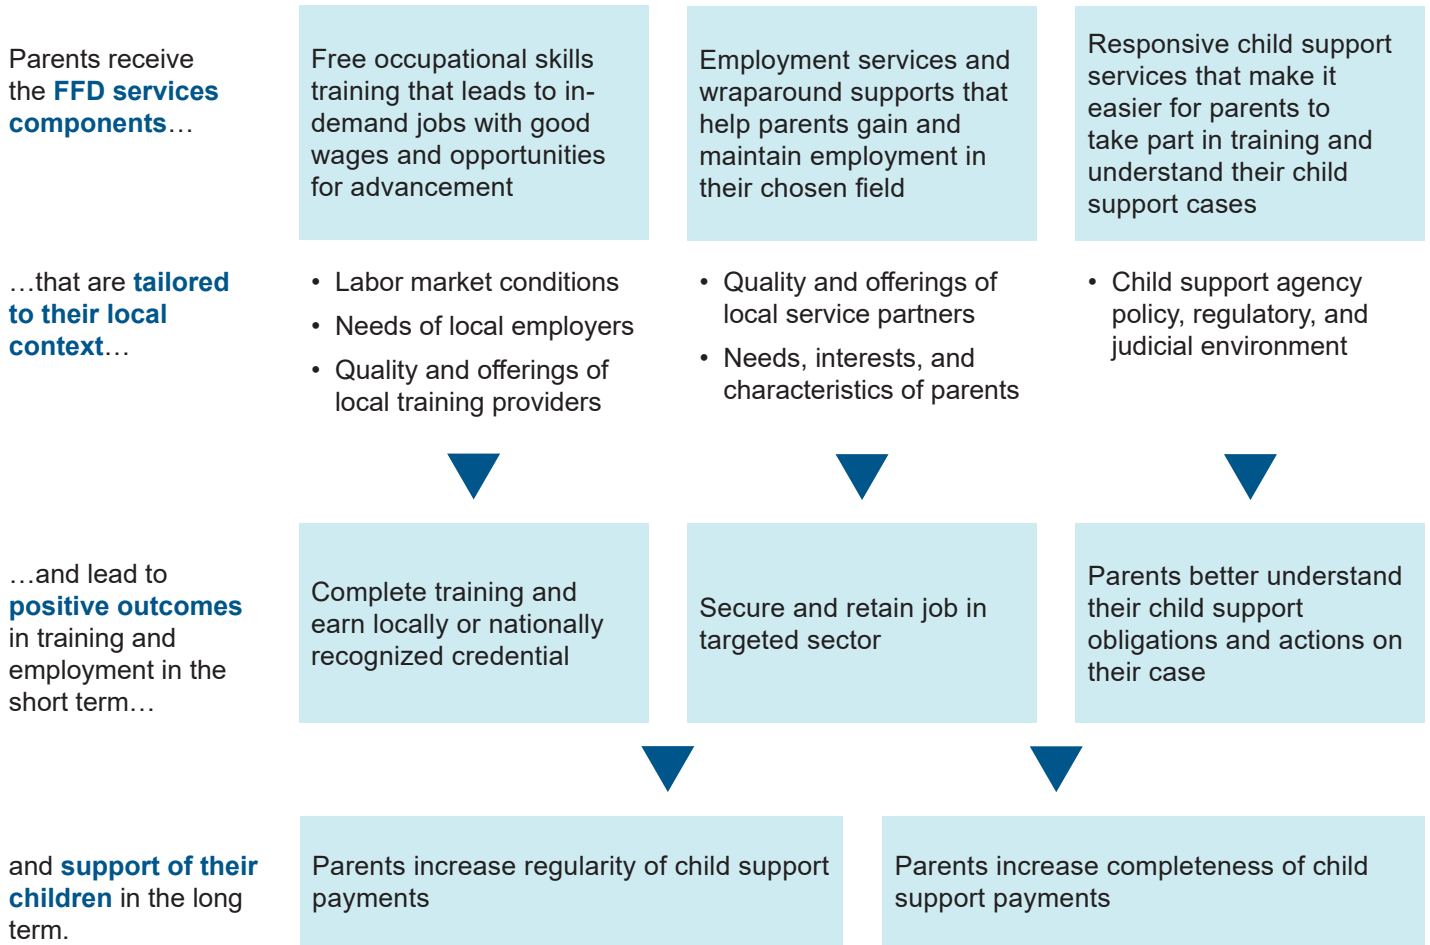 Parents receive
the FFD services
components…
Free occupational skills
training that leads to in-
demand jobs with good
wages and opportunities
for advancement
Employment services and
wraparound supports that
help parents gain and
maintain employment in
their chosen field
Responsive child support
services that make it
easier for parents to
take part in training and
understand their child
support cases
…that are tailored
to their local
context…
• Labor market conditions
• Needs of local employers
• Quality and offerings of
local training providers
• Quality and offerings of
local service partners
• Needs, interests, and
characteristics of parents
• Child support agency
policy, regulatory, and
judicial environment
…and lead to
positive outcomes
in training and
employment in the
short term…
Complete training and
earn locally or nationally
recognized credential
Secure and retain job in
targeted sector
Parents better understand
their child support
obligations and actions on
their case
and support of their
children in the long
term.
Parents increase regularity of child support
payments
Parents increase completeness of child
support payments